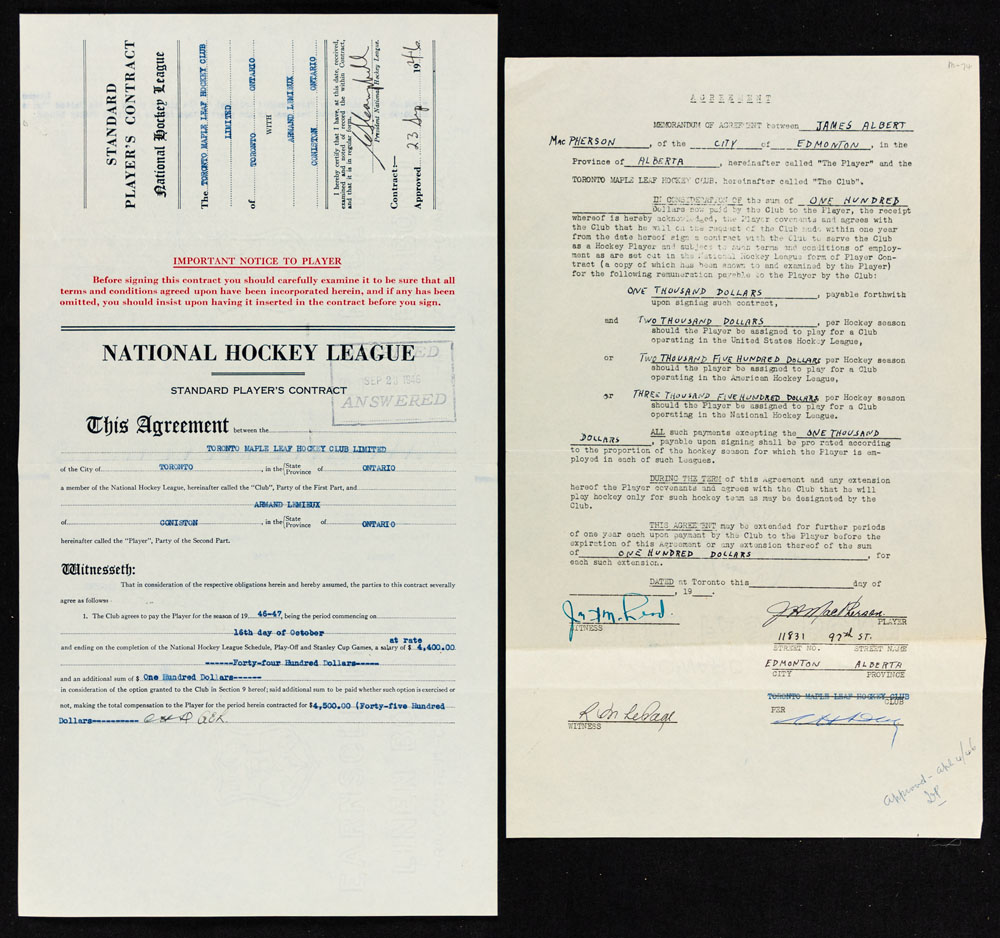 STANDARD
PLAYER'S CONTRACT
National Hockey League
The TORONTO MAPLE LEAF HOCKEY CLUB
LIMITED
of TORONTO ONTARIO
WITH
ARMAND LEMIEUX
CONISTON ONTARIO
I hereby certify that I have, at this date, received,
examined and noted of record the within Contract,
and that it is in regular form.
President National Hockey League.
Contract:—
Approved 23 Sep 1946
IMPORTANT NOTICE TO PLAYER
Before signing this contract you should carefully examine it to be sure that all
terms and conditions agreed upon have been incorporated herein, and if any has been
omitted, you should insist upon having it inserted in the contract before you sign.
NATIONAL HOCKEY LEAGUE
STANDARD PLAYER'S CONTRACT
SEP 20 1946
ANSWERED
This Agreement between the
TORONTO MAPLE LEAF HOCKEY CLUB LIMITED
of the City of TORONTO, in the {State Province of ONTARIO
a member of the National Hockey League, hereinafter called the "Club", Party of the First Part, and
ARMAND LEMIEUX
of CONISTON, in the {State Province of ONTARIO
hereinafter called the "Player", Party of the Second Part.
Witnesseth:
That in consideration of the respective obligations herein and hereby assumed, the parties to this contract severally
agree as follows:
1. The Club agrees to pay the Player for the season of 19 46-47 being the period commencing on
16th day of October
at rate
and ending on the completion of the National Hockey League Schedule, Play-Off and Stanley Cup Games, a salary of $ 4,400.00
------Forty-four Hundred Dollars-----
and an additional sum of $ One Hundred Dollars------
in consideration of the option granted to the Club in Section 9 hereof; said additional sum to be paid whether such option is exercised or
not, making the total compensation to the Player for the period herein contracted for $4,500.00 (Forty-five Hundred
Dollars----------
AGREEMENT
MEMORANDUM OF AGREEMENT between JAMES ALBERT
MacPHERSON, of the CITY of EDMONTON, in the
Province of ALBERTA, hereinafter called "The Player" and the
TORONTO MAPLE LEAF HOCKEY CLUB, hereinafter called "The Club".
IN CONSIDERATION OF the sum of ONE HUNDRED
Dollars now paid by the Club to the Player, the receipt
whereof is hereby acknowledged, the Player covenants and agrees with
the Club that he will on the request of the Club made within one year
from the date hereof sign a contract with the Club to serve the Club
as a Hockey Player and subject to such terms and conditions of employ-
ment as are set out in the National Hockey League form of Player Con-
tract (a copy of which has been shown to and examined by the Player)
for the following remuneration payable to the Player by the Club:
ONE THOUSAND DOLLARS, payable forthwith
upon signing such contract,
and TWO THOUSAND DOLLARS, per Hockey season
should the Player be assigned to play for a Club
operating in the United States Hockey League,
or TWO THOUSAND FIVE HUNDRED DOLLARS per Hockey season
should the player be assigned to play for a Club
operating in the American Hockey League,
or THREE THOUSAND FIVE HUNDRED DOLLARS per Hockey season
should the Player be assigned to play for a Club
operating in the National Hockey League.
ALL such payments excepting the ONE THOUSAND
DOLLARS, payable upon signing shall be pro rated according
to the proportion of the hockey season for which the Player is em-
ployed in each of such Leagues.
DURING THE TERM of this Agreement and any extension
hereof the Player covenants and agrees with the Club that he will
play hockey only for such hockey team as may be designated by the
Club.
THIS AGREEMENT may be extended for further periods
of one year each upon payment by the Club to the Player before the
expiration of this Agreement or any extension thereof of the sum
of ONE HUNDRED DOLLARS, for
each such extension.
DATED at Toronto this day of
, 19 .
WITNESS
J A MacPherson
PLAYER
11831 97th ST.
STREET NO. STREET NAME
EDMONTON ALBERTA
CITY PROVINCE
TORONTO MAPLE LEAF HOCKEY CLUB
CLUB
PER
WITNESS
approved - apl 4/46